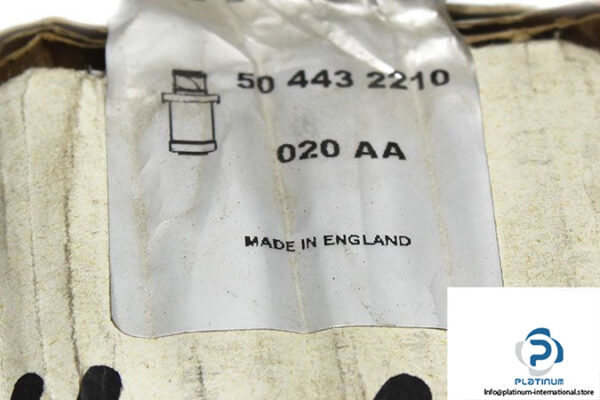 50 443 2210
020 AA
MADE IN ENGLAND
PLATINUM
Info@platinum-international.store